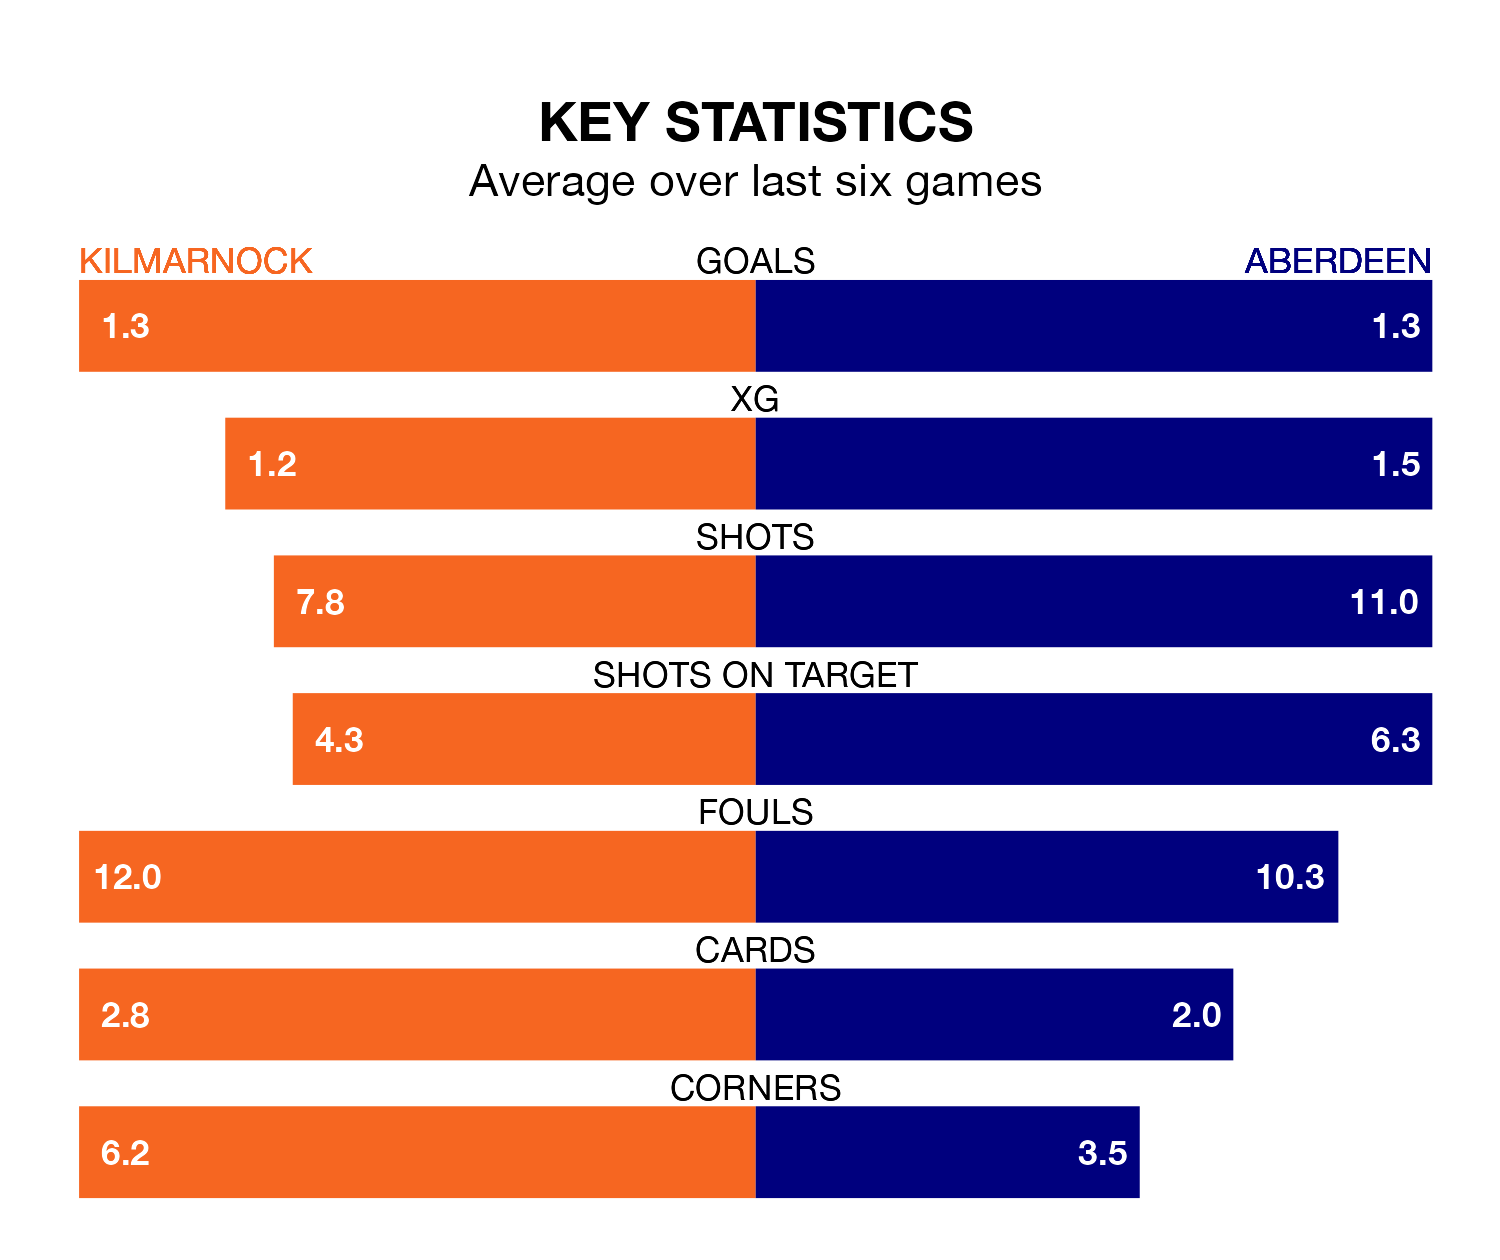 KEY STATISTICS
Average over last six games
KILMARNOCK GOALS ABERDEEN
1.3 1.3
XG
1.2 1.5
SHOTS
7.8 11.0
SHOTS ON TARGET
4.3 6.3
FOULS
12.0 10.3
CARDS
2.8 2.0
CORNERS
6.2 3.5